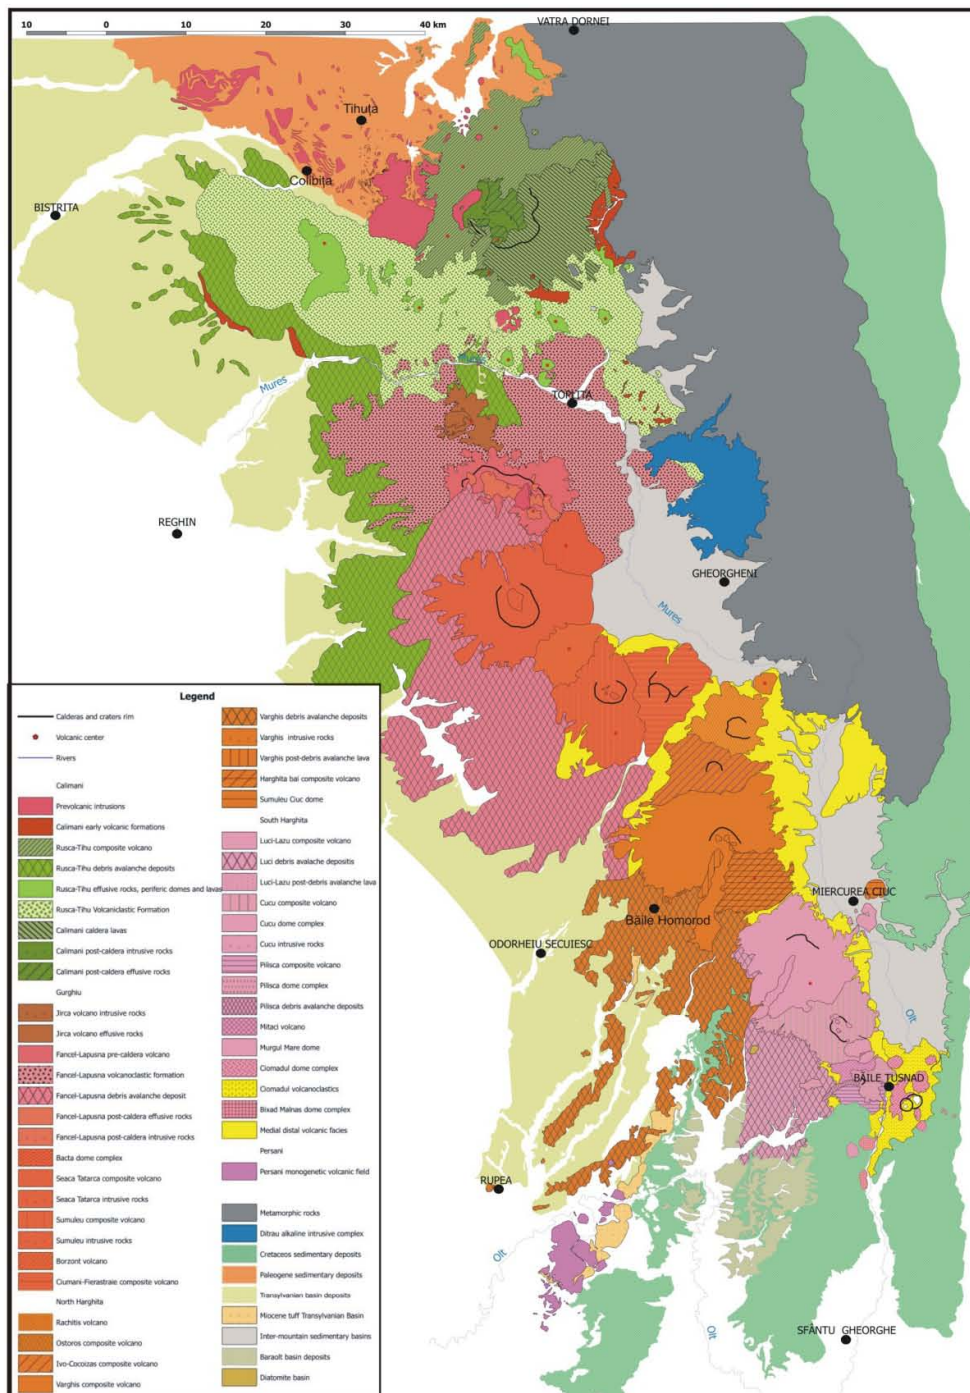 10 0 10 20 30 40 km
VATRA DORNEI
Tihuța
Colibița
BISTRITA
Mures
Mures
TOPLITA
REGHIN
GHEORGHENI
Mures
MIERCUREA CIUC
Băile Homorod
ODORHEIU SECUIESC
Olt
BĂILE TUSNAD
RUPEA
Olt
Olt
SFÂNTU GHEORGHE
Legend
Calderas and craters rim
Volcanic center
Rivers
Calimani
Prevolcanic intrusions
Calimani early volcanic formations
Rusca-Tihu composite volcano
Rusca-Tihu debris avalanche deposits
Rusca-Tihu effusive rocks, periferic domes and lavas
Rusca-Tihu Volcaniclastic Formation
Calimani caldera lavas
Calimani post-caldera intrusive rocks
Calimani post-caldera effusive rocks
Gurghiu
Jirca volcano intrusive rocks
Jirca volcano effusive rocks
Fancel-Lapusna pre-caldera volcano
Fancel-Lapusna volcanoclastic formation
Fancel-Lapusna debris avalanche deposit
Fancel-Lapusna post-caldera effusive rocks
Fancel-Lapusna post-caldera intrusive rocks
Bacta dome complex
Seaca Tatarca composite volcano
Seaca Tatarca intrusive rocks
Sumuleu composite volcano
Sumuleu intrusive rocks
Borzont volcano
Ciumani-Fierastraie composite volcano
North Harghita
Rachitis volcano
Ostoros composite volcano
Ivo-Cocoizas composite volcano
Varghis composite volcano
Varghis debris avalanche deposits
Varghis intrusive rocks
Varghis post-debris avalanche lava
Harghita bai composite volcano
Sumuleu Ciuc dome
South Harghita
Luci-Lazu composite volcano
Luci debris avalache depositis
Luci-Lazu post-debris avalanche lava
Cucu composite volcano
Cucu dome complex
Cucu intrusive rocks
Pilisca composite volcano
Pilisca dome complex
Pilisca debris avalanche deposits
Mitaci volcano
Murgul Mare dome
Ciomadul dome complex
Ciomadul volcanoclastics
Bixad Malnas dome complex
Medial distal volcanic facies
Persani
Persani monogenetic volcanic field
Metamorphic rocks
Ditrau alkaline intrusive complex
Cretaceos sedimentary deposits
Paleogene sedimentary deposits
Transylvanian basin deposits
Miocene tuff Transylvanian Basin
Inter-mountain sedimentary basins
Baraolt basin deposits
Diatomite basin